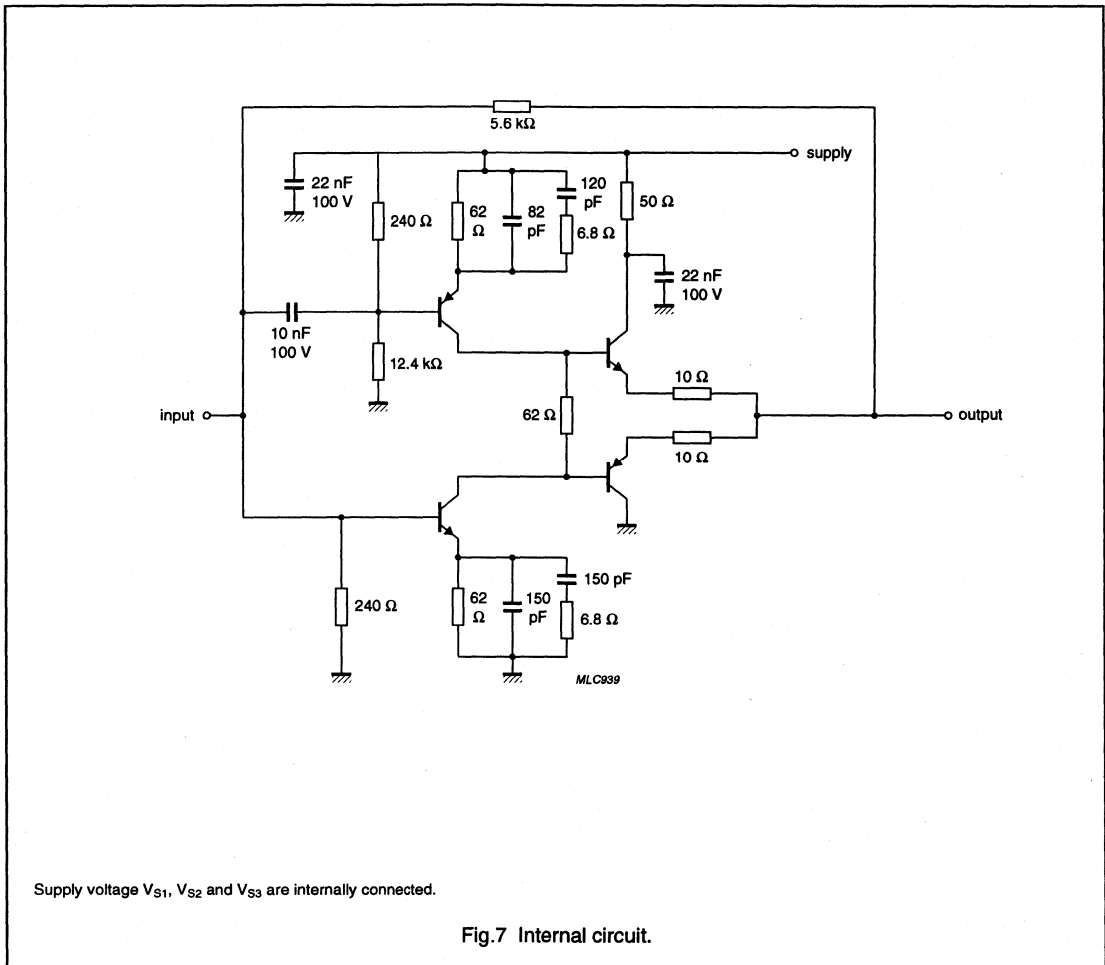 5.6 kΩ
supply
22 nF
100 V
240 Ω
62
Ω
82
pF
120
pF
6.8 Ω
50 Ω
22 nF
100 V
10 nF
100 V
12.4 kΩ
10 Ω
input
62 Ω
output
10 Ω
240 Ω
62
Ω
150
pF
150 pF
6.8 Ω
MLC939
Supply voltage VS1, VS2 and VS3 are internally connected.
Fig.7 Internal circuit.